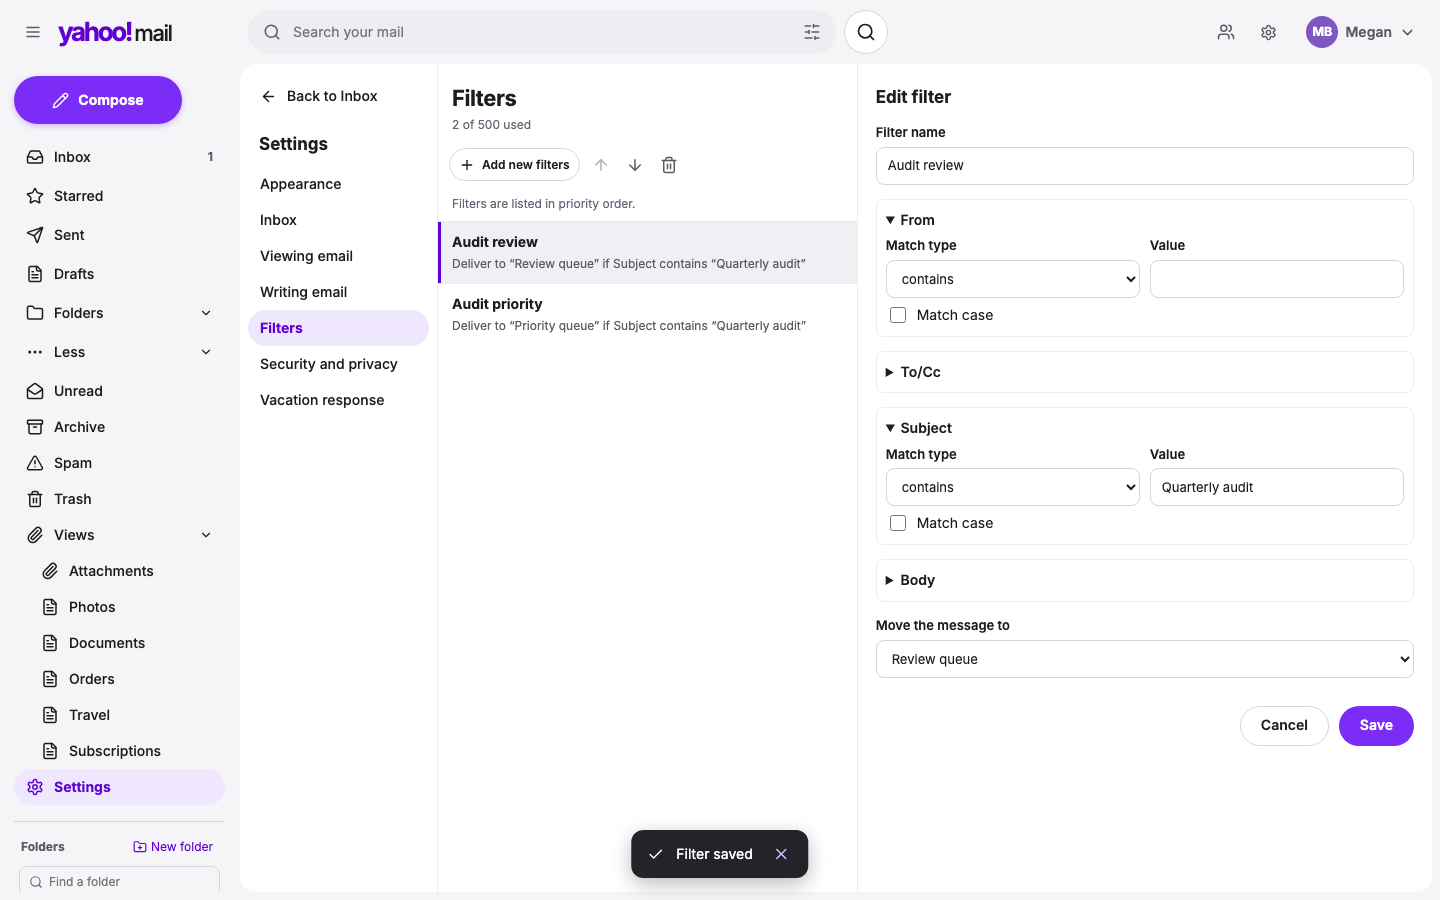 yahoo!mail
Search your mail
MB
Megan
Compose
Inbox 1
Starred
Sent
Drafts
Folders
Less
Unread
Archive
Spam
Trash
Views
Attachments
Photos
Documents
Orders
Travel
Subscriptions
Settings
Folders New folder
Find a folder
Back to Inbox
Settings
Appearance
Inbox
Viewing email
Writing email
Filters
Security and privacy
Vacation response
Filters
2 of 500 used
Add new filters
Filters are listed in priority order.
Audit review
Deliver to “Review queue” if Subject contains “Quarterly audit”
Audit priority
Deliver to “Priority queue” if Subject contains “Quarterly audit”
Edit filter
Filter name
Audit review
From
Match type Value
contains
Match case
To/Cc
Subject
Match type Value
contains Quarterly audit
Match case
Body
Move the message to
Review queue
Cancel Save
Filter saved